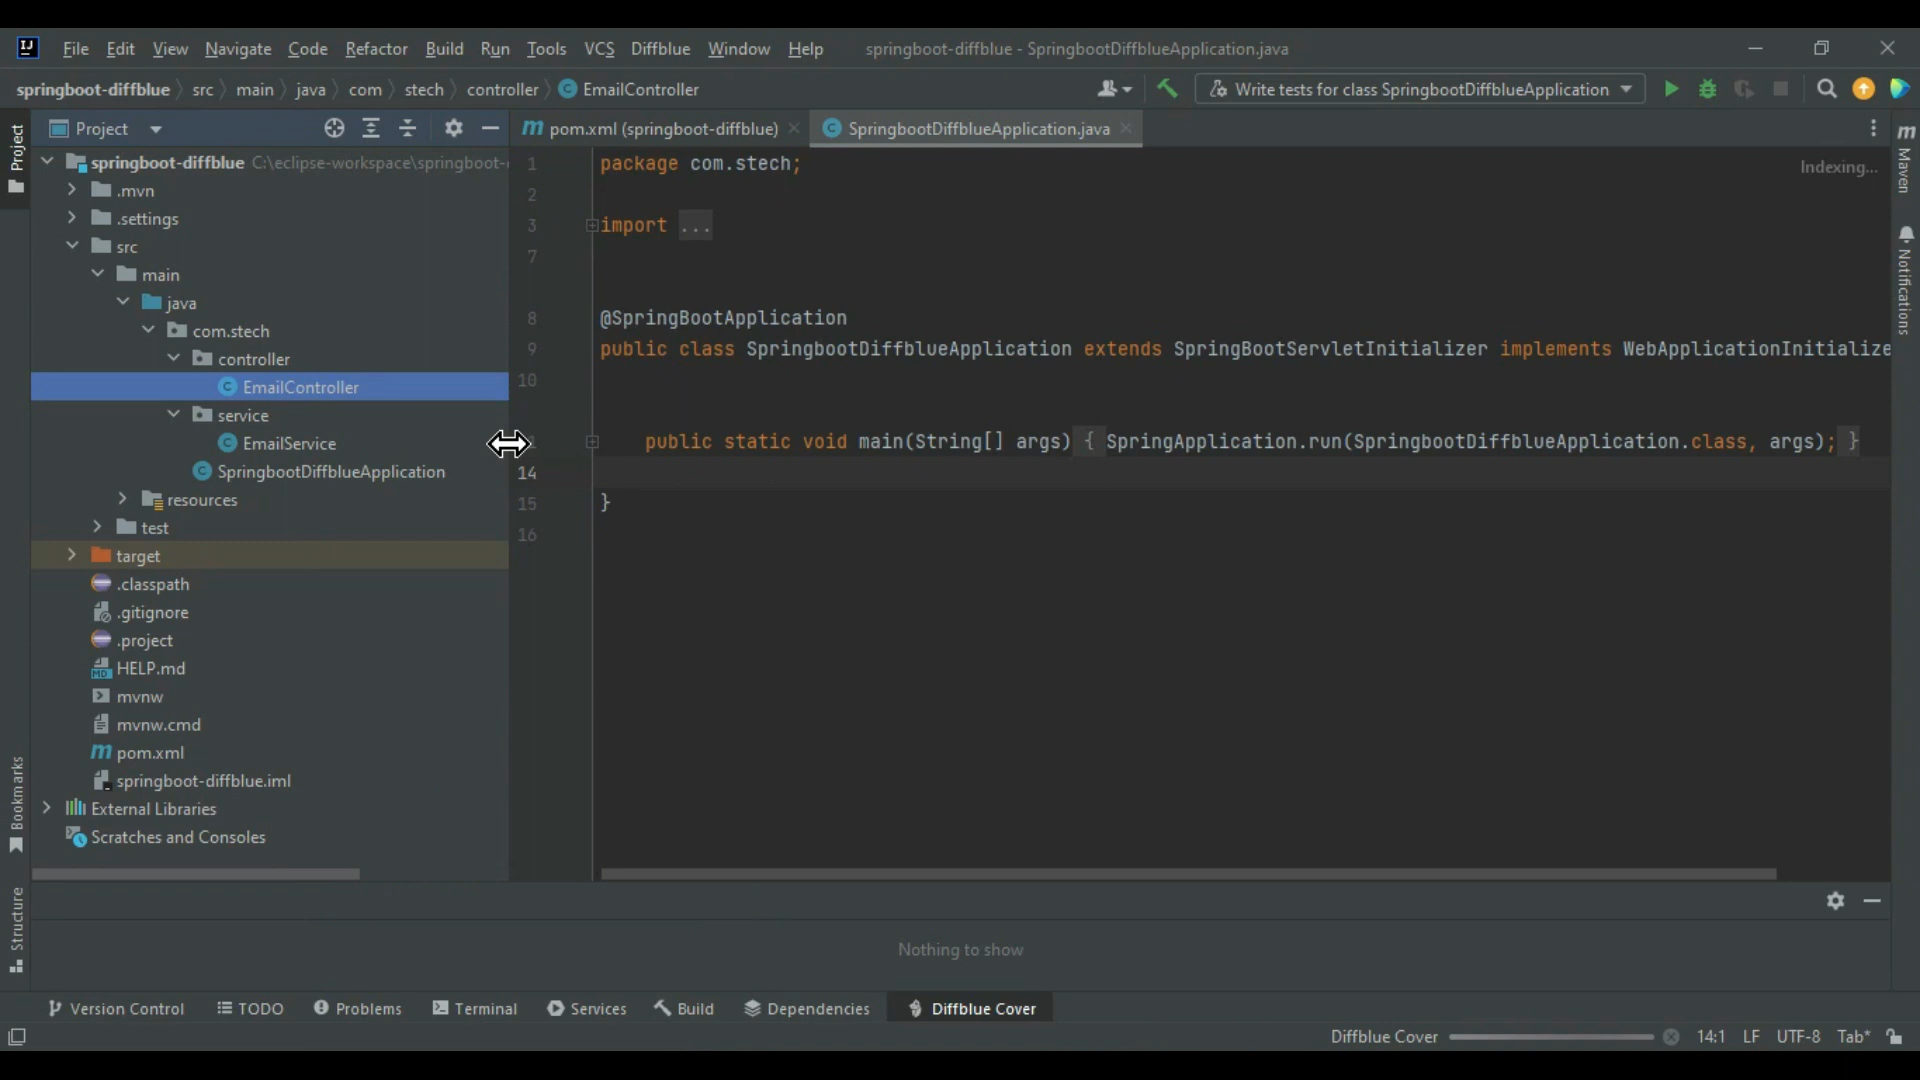 IJ
File Edit View Navigate Code Refactor Build Run Tools VCS Diffblue Window Help springboot-diffblue - SpringbootDiffblueApplication.java
springboot-diffblue src main java com stech controller C EmailController Write tests for class SpringbootDiffblueApplication
Project
m pom.xml (springboot-diffblue) C SpringbootDiffblueApplication.java
springboot-diffblue C:\eclipse-workspace\springboot-
.mvn
.settings
src
main
java
com.stech
controller
C EmailController
service
C EmailService
C SpringbootDiffblueApplication
resources
test
target
.classpath
.gitignore
.project
MD HELP.md
mvnw
mvnw.cmd
m pom.xml
springboot-diffblue.iml
External Libraries
Scratches and Consoles
1 package com.stech;
2
3 import ...
7
8 @SpringBootApplication
9 public class SpringbootDiffblueApplication extends SpringBootServletInitializer implements WebApplicationInitialize
10
public static void main(String[] args) { SpringApplication.run(SpringbootDiffblueApplication.class, args); }
14
15 }
16
Indexing...
Project
Bookmarks
Structure
m Maven
Notifications
Nothing to show
Version Control TODO Problems Terminal Services Build Dependencies Diffblue Cover
Diffblue Cover 14:1 LF UTF-8 Tab*